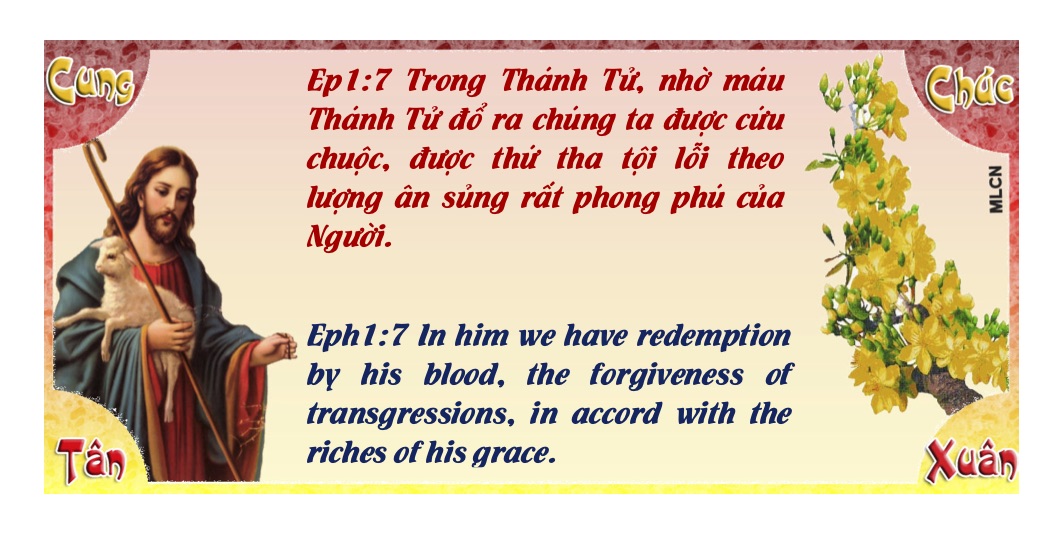 Cung
Chúc
Ep1:7 Trong Thánh Tử, nhờ máu
Thánh Tử đổ ra chúng ta được cứu
chuộc, được thứ tha tội lỗi theo
lượng ân sủng rất phong phú của
Người.
MLCN
Eph1:7 In him we have redemption
by his blood, the forgiveness of
transgressions, in accord with the
riches of his grace.
Tân
Xuân